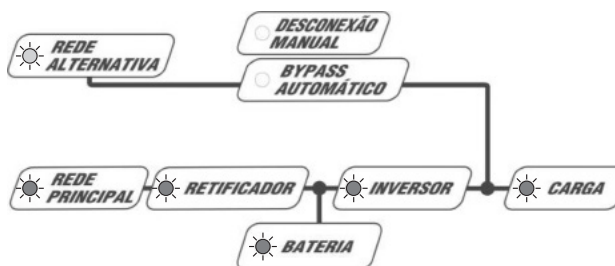 DESCONEXÃO
MANUAL
REDE
ALTERNATIVA
BYPASS
AUTOMÁTICO
REDE
PRINCIPAL
RETIFICADOR
INVERSOR
CARGA
BATERIA